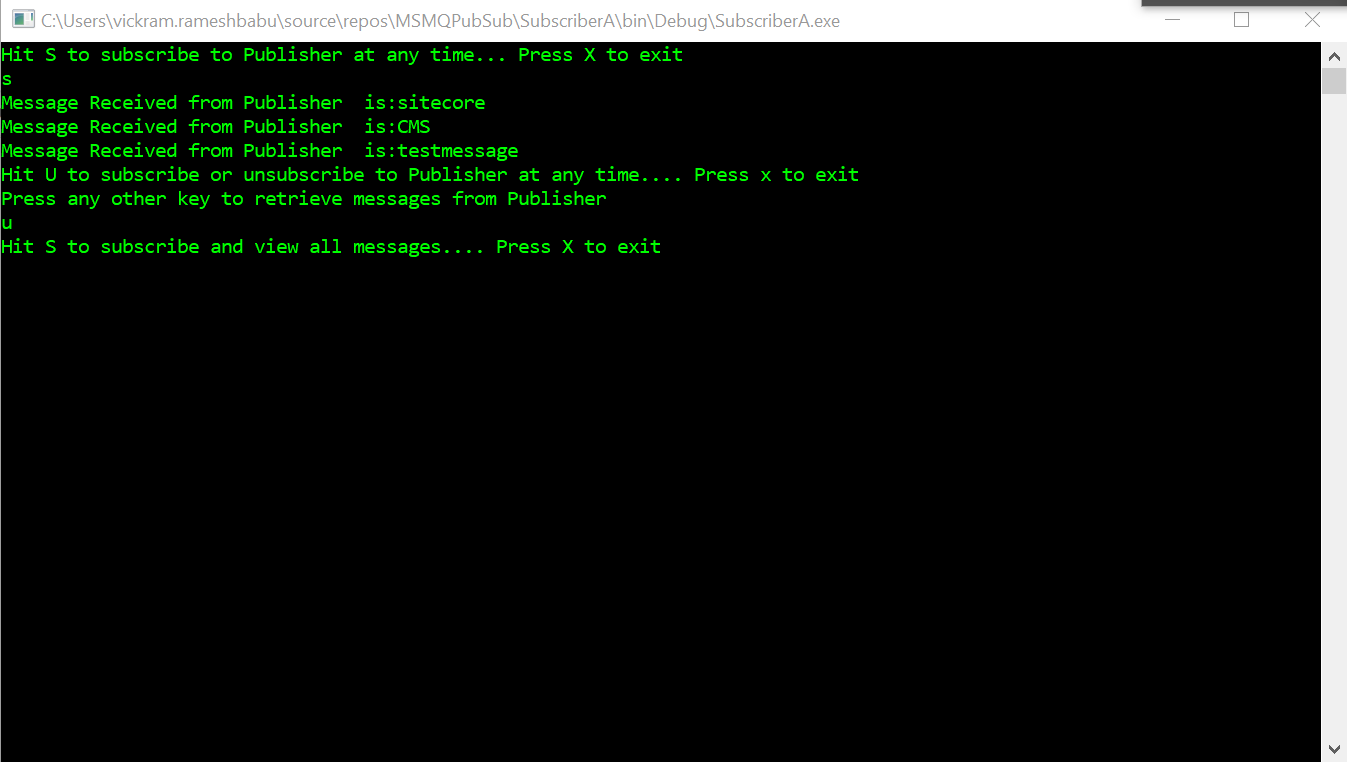 C:\Users\vickram.rameshbabu\source\repos\MSMQPubSub\SubscriberA\bin\Debug\SubscriberA.exe
Hit S to subscribe to Publisher at any time... Press X to exit
s
Message Received from Publisher  is:sitecore
Message Received from Publisher  is:CMS
Message Received from Publisher  is:testmessage
Hit U to subscribe or unsubscribe to Publisher at any time.... Press x to exit
Press any other key to retrieve messages from Publisher
u
Hit S to subscribe and view all messages.... Press X to exit